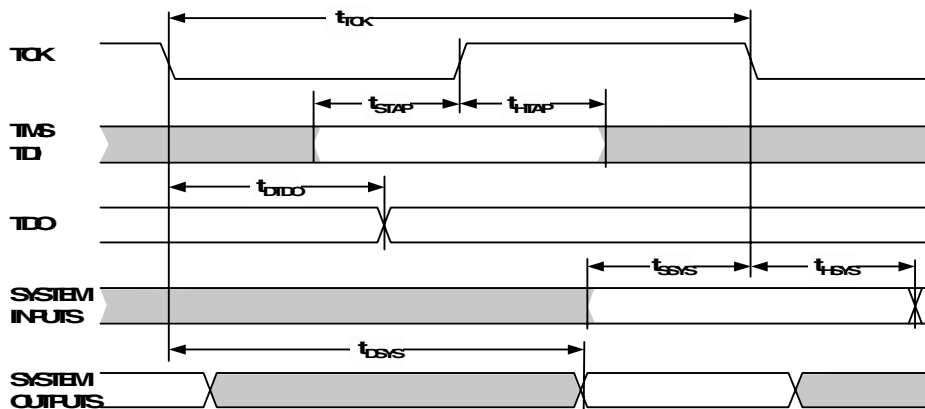 tTCK
TCK
tSTAP
tHTAP
TMS
TDI
tDTDO
TDO
tSSYS
tHSYS
SYSTEM
INPUTS
tDSYS
SYSTEM
OUTPUTS